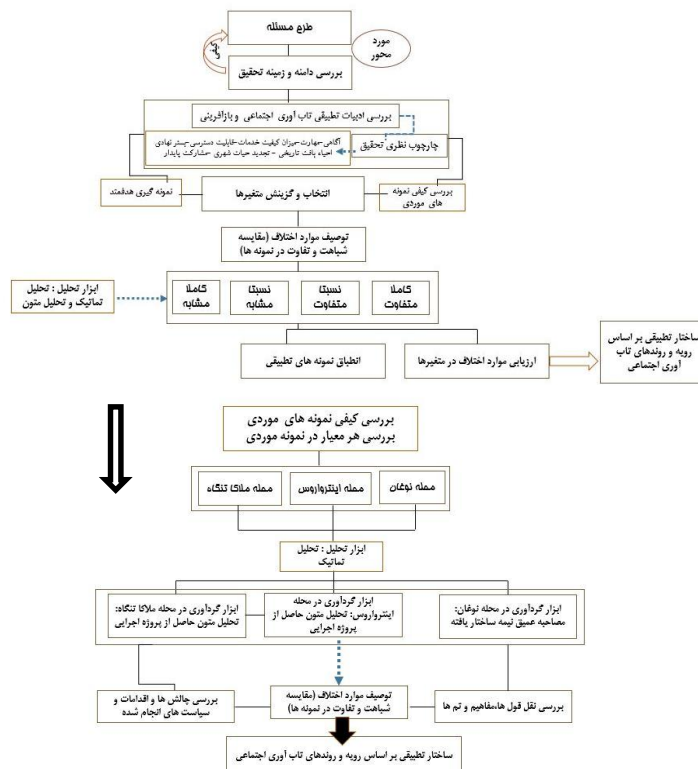 طرح مسئله
مورد
محور
کیفی
بررسی دامنه و زمینه تحقیق
بررسی ادبیات تطبیقی تاب آوری اجتماعی و بازآفرینی
چارچوب نظری تحقیق
آگاهی-مهارت-میزان کیفیت خدمات-قابلیت دسترسی-بستر نهادی
احیاء بافت تاریخی - تجدید حیات شهری -مشارکت پایدار
بررسی کیفی نمونه
های موردی
انتخاب و گزینش متغیرها
نمونه گیری هدفمند
توصیف موارد اختلاف (مقایسه
شباهت و تفاوت در نمونه ها)
کاملا
متفاوت
نسبتا
متفاوت
نسبتا
مشابه
کاملا
مشابه
ابزار تحلیل : تحلیل
تماتیک و تحلیل متون
ارزیابی موارد اختلاف در متغیرها
انطباق نمونه های تطبیقی
ساختار تطبیقی بر اساس
رویه و روندهای تاب
آوری اجتماعی
بررسی کیفی نمونه های موردی
بررسی هر معیار در نمونه موردی
محله نوغان
محله اینترواروس
محله ملاکا تنگاه
ابزار تحلیل : تحلیل
تماتیک
ابزار گردآوری در محله نوغان:
مصاحبه عمیق نیمه ساختار یافته
ابزار گردآوری در محله
اینترواروس: تحلیل متون حاصل از
پروژه اجرایی
ابزار گردآوری در محله ملاکا تنگاه:
تحلیل متون حاصل از پروژه اجرایی
بررسی نقل قول ها،مفاهیم و تم ها
توصیف موارد اختلاف (مقایسه
شباهت و تفاوت در نمونه ها)
بررسی چالش ها و اقدامات و
سیاست های انجام شده
ساختار تطبیقی بر اساس رویه و روندهای تاب آوری اجتماعی